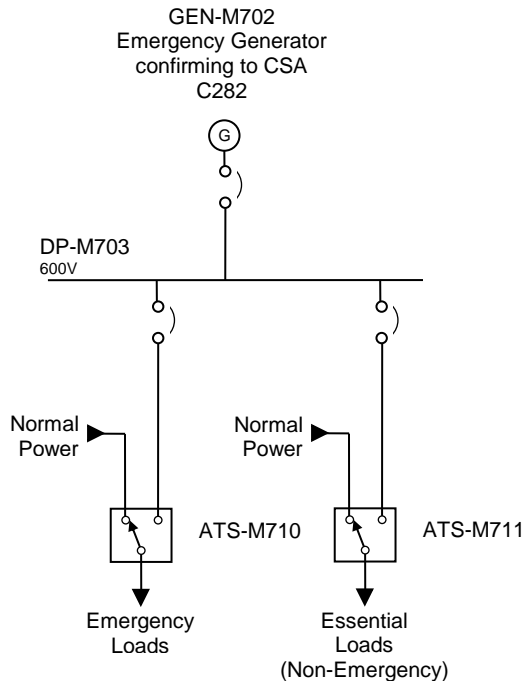 GEN-M702
Emergency Generator
confirming to CSA
C282
G
DP-M703
600V
Normal
Power
Normal
Power
ATS-M710
ATS-M711
Emergency
Loads
Essential
Loads
(Non-Emergency)